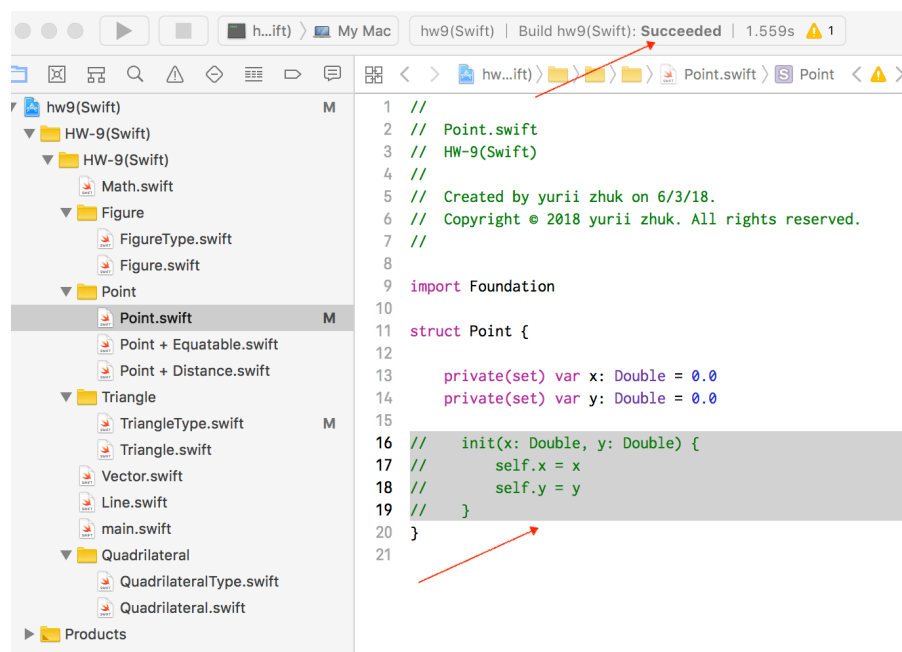 h...ift) My Mac hw9(Swift) | Build hw9(Swift): Succeeded | 1.559s 1
hw...ift) Point.swift S Point
hw9(Swift) M
HW-9(Swift)
HW-9(Swift)
Math.swift
Figure
FigureType.swift
Figure.swift
Point
Point.swift M
Point + Equatable.swift
Point + Distance.swift
Triangle
TriangleType.swift M
Triangle.swift
Vector.swift
Line.swift
main.swift
Quadrilateral
QuadrilateralType.swift
Quadrilateral.swift
Products
1 //
2 //  Point.swift
3 //  HW-9(Swift)
4 //
5 //  Created by yurii zhuk on 6/3/18.
6 //  Copyright © 2018 yurii zhuk. All rights reserved.
7 //
8
9 import Foundation
10
11 struct Point {
12
13     private(set) var x: Double = 0.0
14     private(set) var y: Double = 0.0
15
16 //    init(x: Double, y: Double) {
17 //        self.x = x
18 //        self.y = y
19 //    }
20 }
21